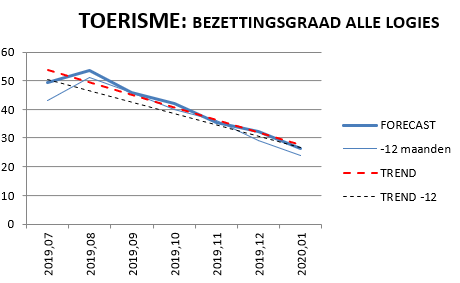 TOERISME: BEZETTINGSGRAAD ALLE LOGIES
60
50
40
30
20
10
0
2019,07
2019,08
2019,09
2019,10
2019,11
2019,12
2020,01
FORECAST
-12 maanden
TREND
TREND -12